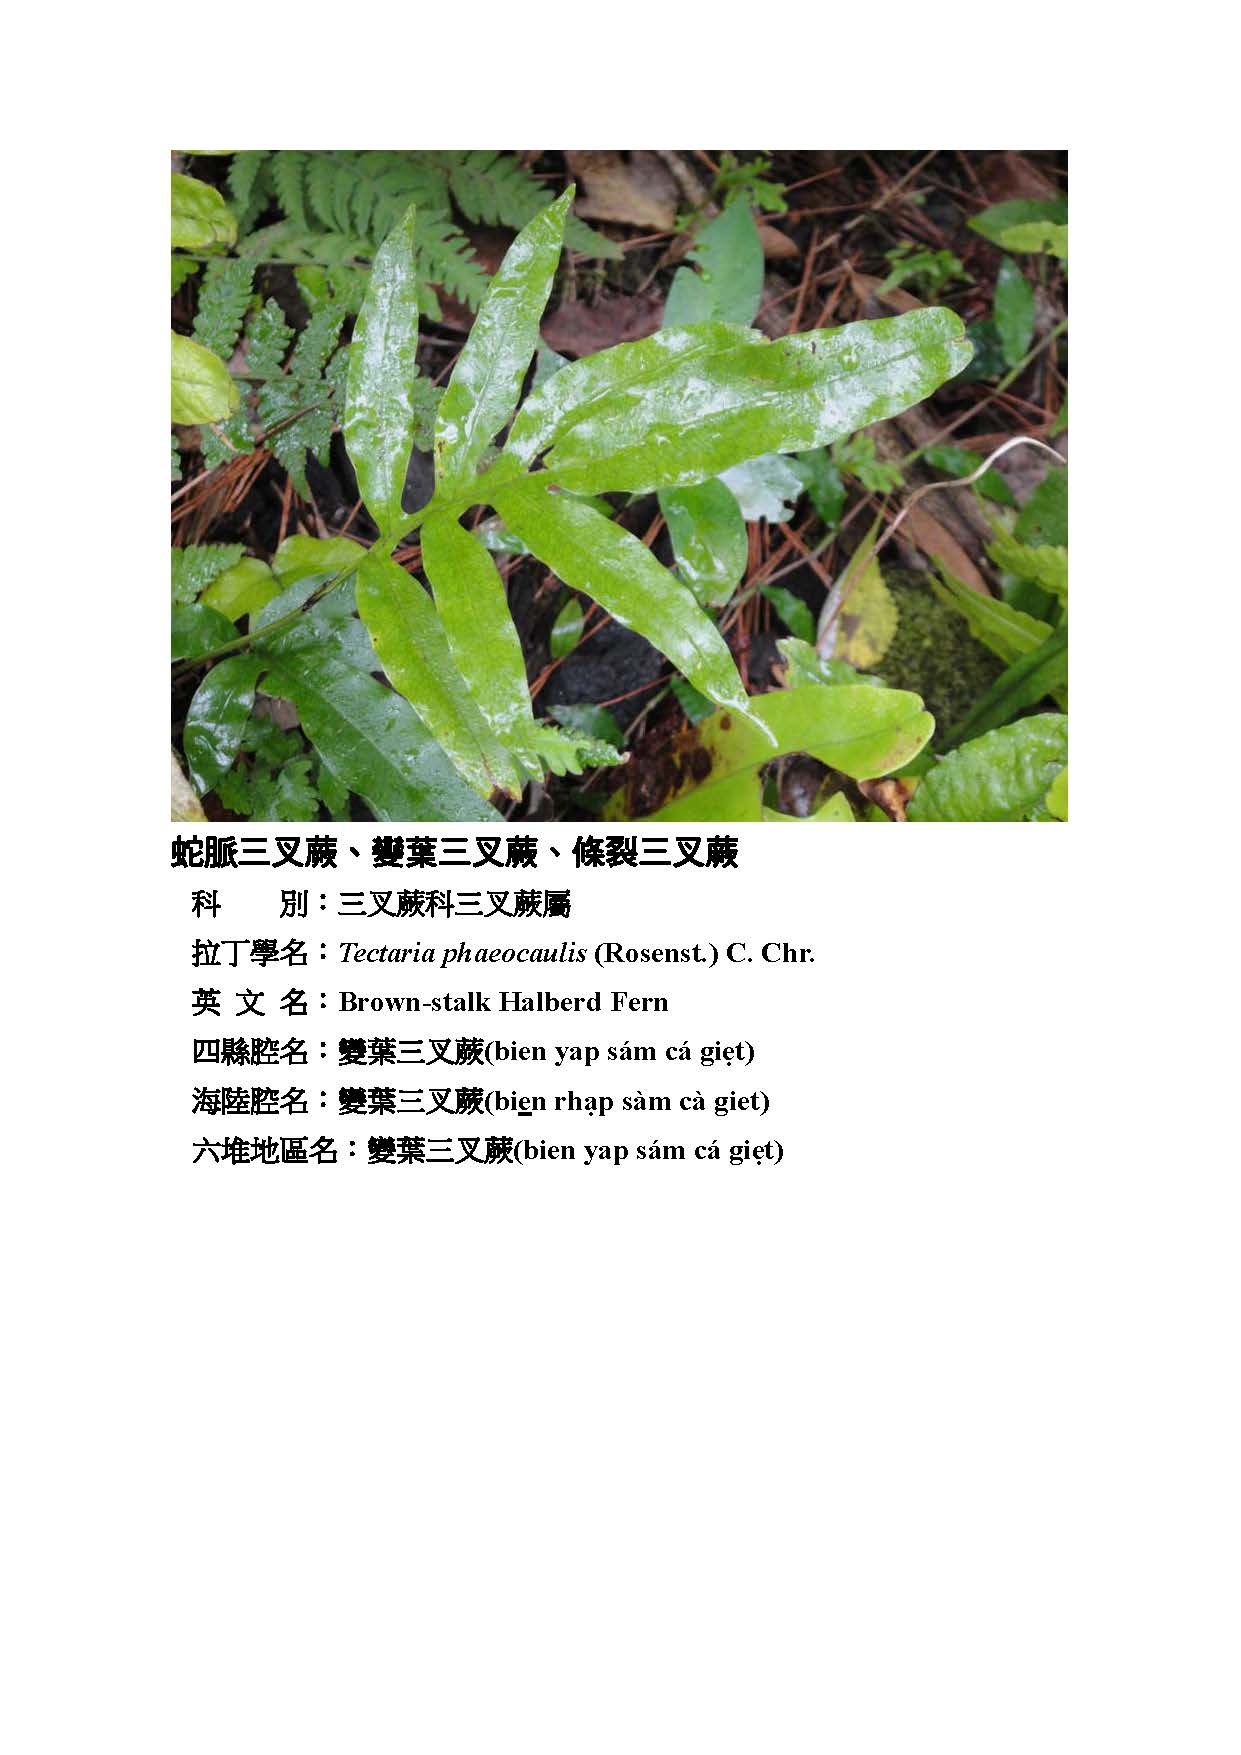 蛇脈三叉蕨、變葉三叉蕨、條裂三叉蕨
科　　別：三叉蕨科三叉蕨屬
拉丁學名：Tectaria phaeocaulis (Rosenst.) C. Chr.
英 文 名：Brown-stalk Halberd Fern
四縣腔名：變葉三叉蕨(bien yap sám cá giẹt)
海陸腔名：變葉三叉蕨(bien rhạp sàm cà giet)
六堆地區名：變葉三叉蕨(bien yap sám cá giẹt)